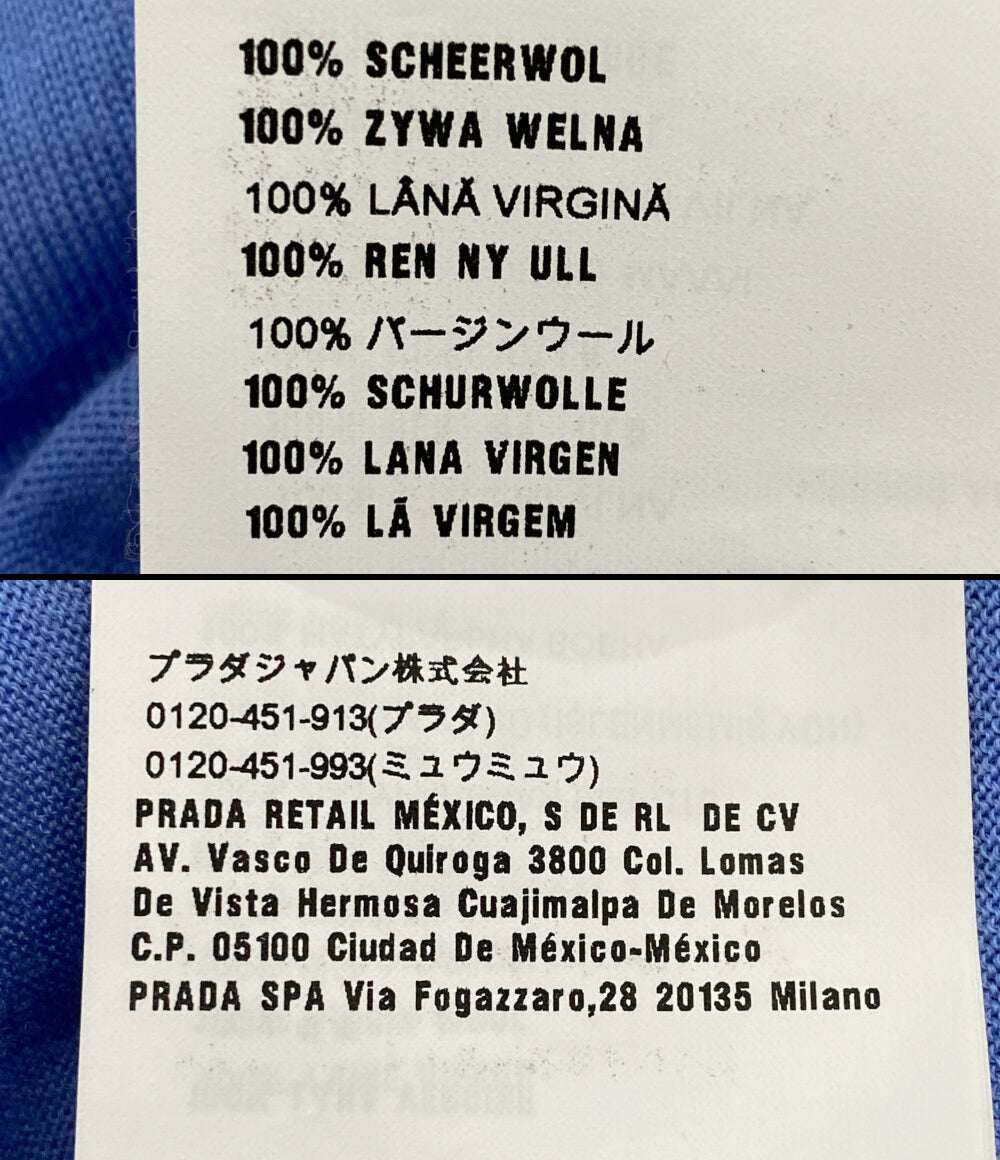 100% SCHEERWOL
100% ZYWA WELNA
100% LÂNĂ VIRGINĂ
100% REN NY ULL
100% バージンウール
100% SCHURWOLLE
100% LANA VIRGEN
100% LÃ VIRGEM
プラダジャパン株式会社
0120-451-913(プラダ)
0120-451-993(ミュウミュウ)
PRADA RETAIL MÉXICO, S DE RL DE CV
AV. Vasco De Quiroga 3800 Col. Lomas
De Vista Hermosa Cuajimalpa De Morelos
C.P. 05100 Ciudad De México-México
PRADA SPA Via Fogazzaro,28 20135 Milano